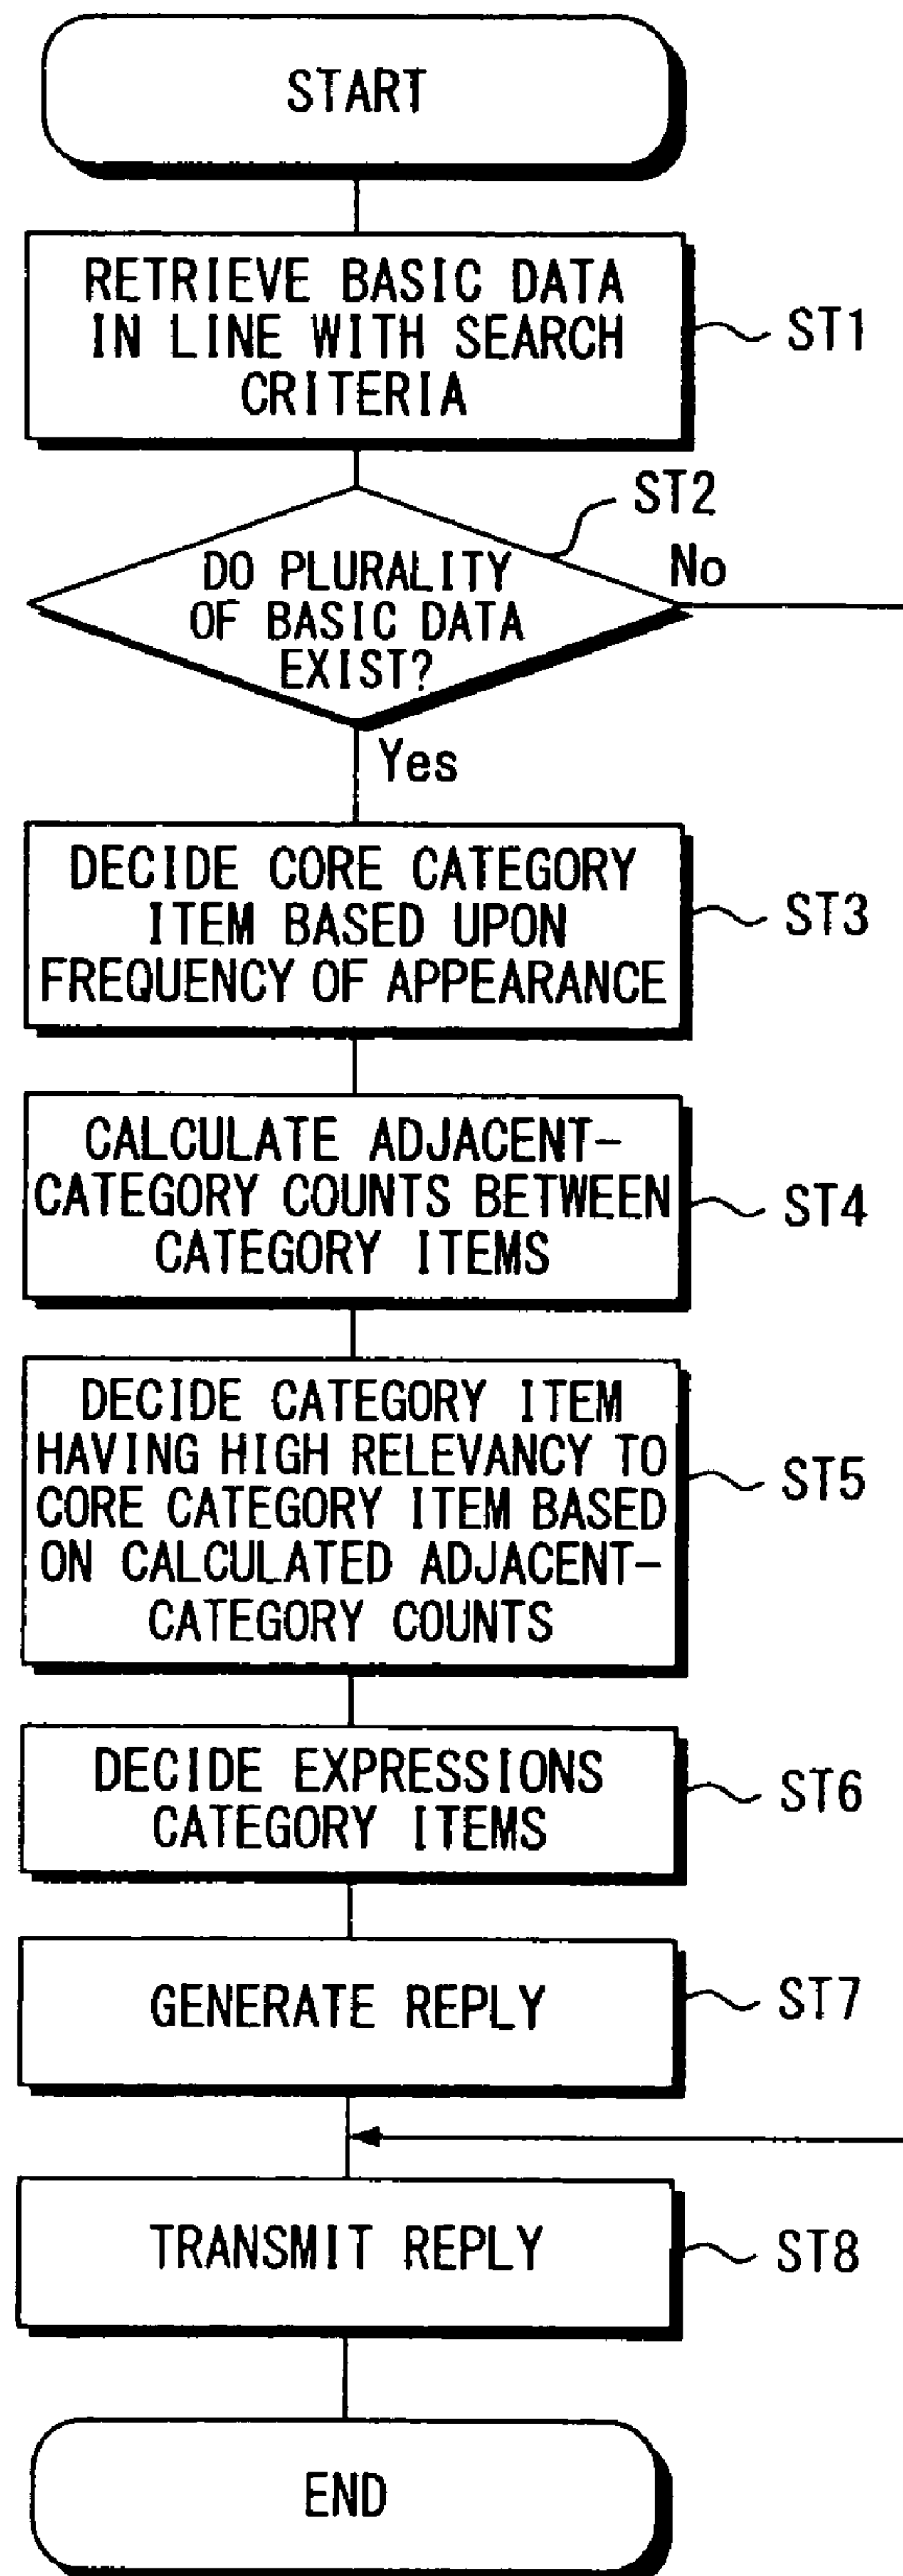 START
RETRIEVE BASIC DATA
IN LINE WITH SEARCH
CRITERIA
ST1
ST2
DO PLURALITY
OF BASIC DATA
EXIST?
No
Yes
DECIDE CORE CATEGORY
ITEM BASED UPON
FREQUENCY OF APPEARANCE
ST3
CALCULATE ADJACENT-
CATEGORY COUNTS BETWEEN
CATEGORY ITEMS
ST4
DECIDE CATEGORY ITEM
HAVING HIGH RELEVANCY TO
CORE CATEGORY ITEM BASED
ON CALCULATED ADJACENT-
CATEGORY COUNTS
ST5
DECIDE EXPRESSIONS
CATEGORY ITEMS
ST6
GENERATE REPLY
ST7
TRANSMIT REPLY
ST8
END